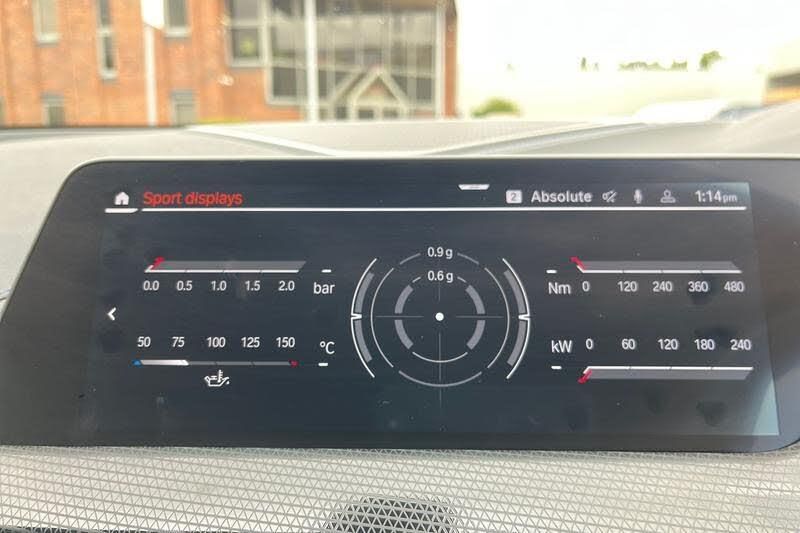 Sport displays
2 Absolute 1:14pm
0.0 0.5 1.0 1.5 2.0 bar
50 75 100 125 150 °C
0.9 g
0.6 g
Nm 0 120 240 360 480
kW 0 60 120 180 240